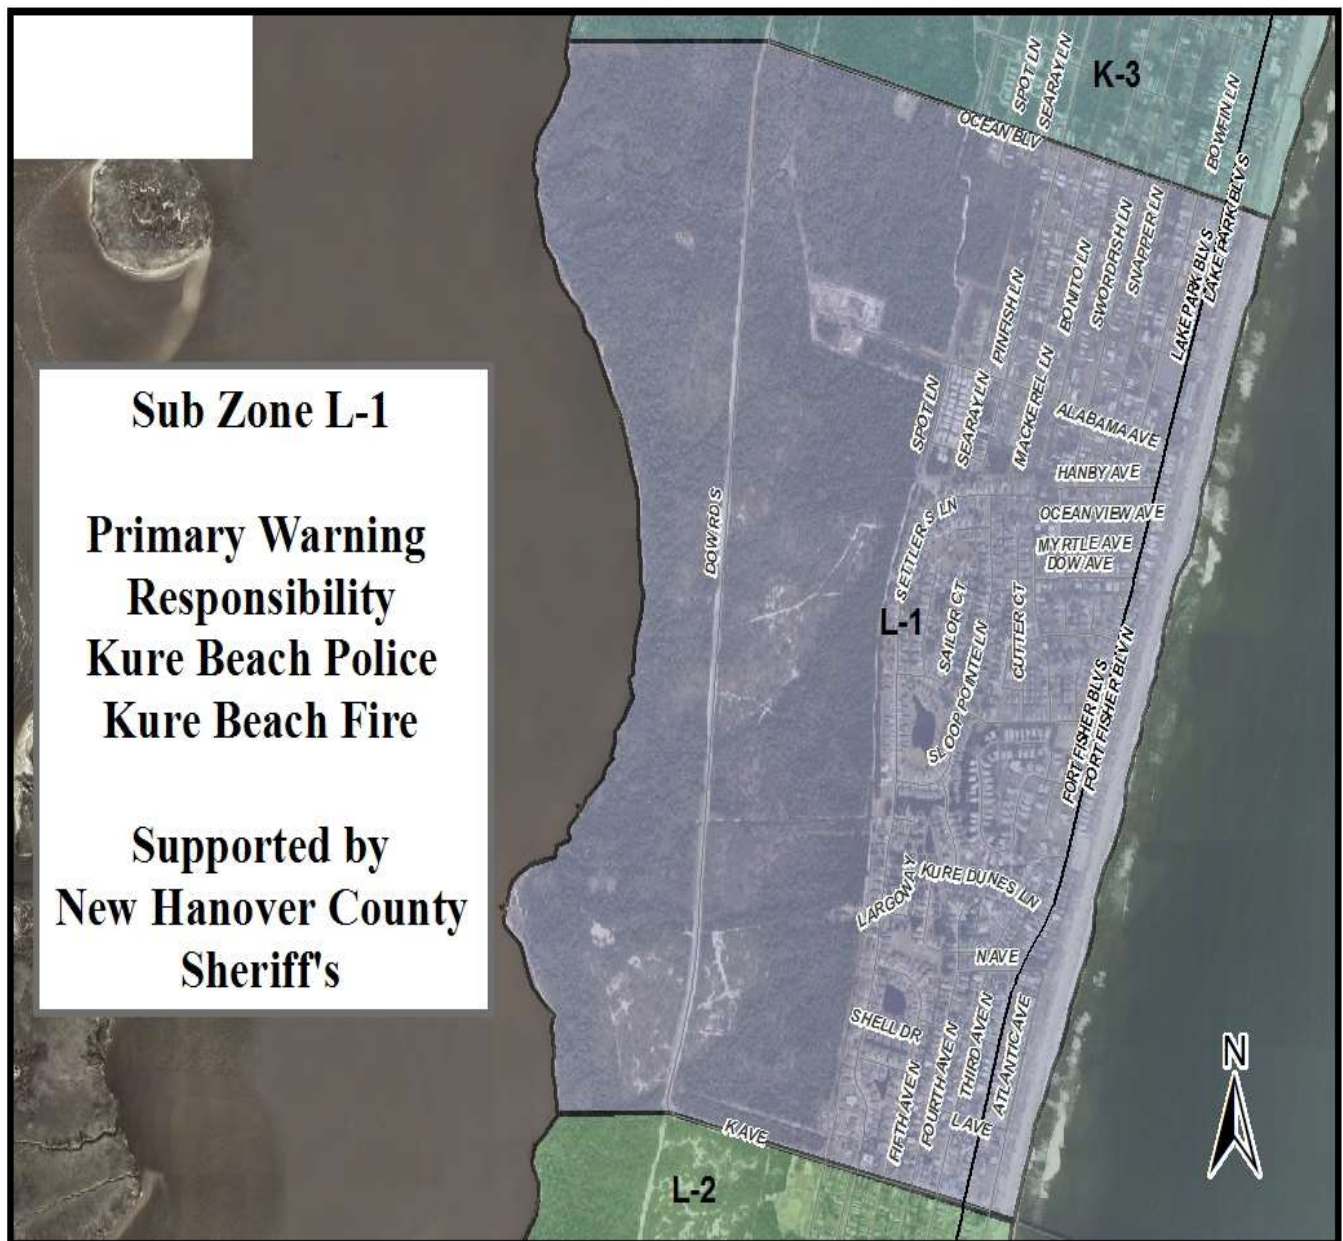 K-3
SPOT LN
SEARAY LN
BOWFIN LN
OCEAN BLV
LAKE PARK BLV S
LAKE PARK BLV S
SNAPPER LN
SWORDFISH LN
BONITO LN
PINFISH LN
MACKEREL LN
SEARAY LN
SPOT LN
ALABAMA AVE
HANBY AVE
OCEAN VIEW AVE
MYRTLE AVE
DOW AVE
SETTLERS LN
DOW RD S
L-1
SAILOR CT
CUTTER CT
SLOOP POINTE LN
FORT FISHER BLV S
FORT FISHER BLV N
KURE DUNES LN
LARGO WAY
N AVE
SHELL DR
FIFTH AVE N
FOURTH AVE N
THIRD AVE N
ATLANTIC AVE
L AVE
K AVE
L-2
N
Sub Zone L-1
Primary Warning
Responsibility
Kure Beach Police
Kure Beach Fire
Supported by
New Hanover County
Sheriff's